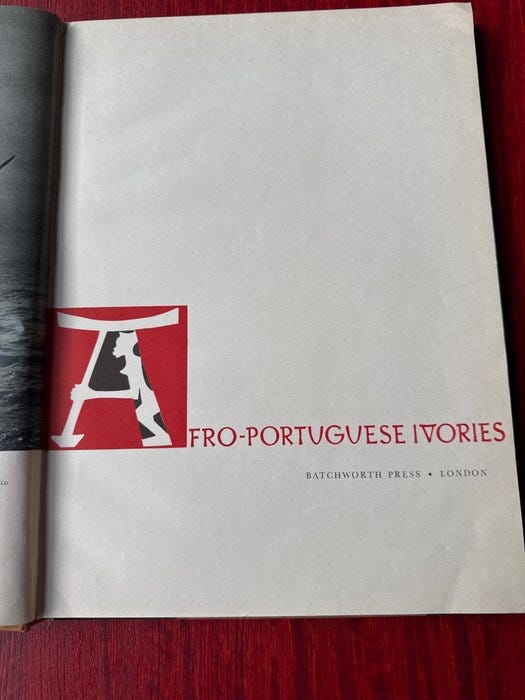 AFRO-PORTUGUESE IVORIES
BATCHWORTH PRESS • LONDON